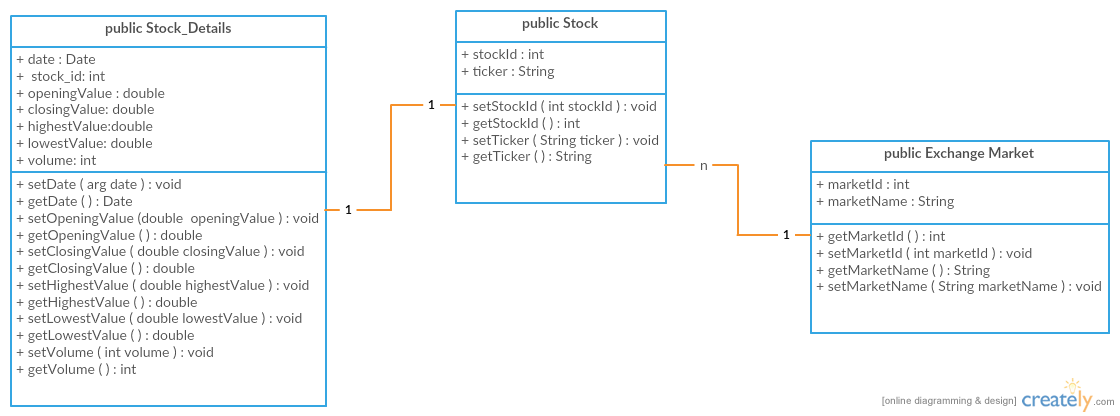 public Stock_Details
+ date : Date
+ stock_id: int
+ openingValue : double
+ closingValue: double
+ highestValue:double
+ lowestValue: double
+ volume: int
+ setDate ( arg date ) : void
+ getDate ( ) : Date
+ setOpeningValue (double openingValue ) : void
+ getOpeningValue ( ) : double
+ setClosingValue ( double closingValue ) : void
+ getClosingValue ( ) : double
+ setHighestValue ( double highestValue ) : void
+ getHighestValue ( ) : double
+ setLowestValue ( double lowestValue ) : void
+ getLowestValue ( ) : double
+ setVolume ( int volume ) : void
+ getVolume ( ) : int
1
1
public Stock
+ stockId : int
+ ticker : String
+ setStockId ( int stockId ) : void
+ getStockId ( ) : int
+ setTicker ( String ticker ) : void
+ getTicker ( ) : String
n
1
public Exchange Market
+ marketId : int
+ marketName : String
+ getMarketId ( ) : int
+ setMarketId ( int marketId ) : void
+ getMarketName ( ) : String
+ setMarketName ( String marketName ) : void
[online diagramming & design] creately.com